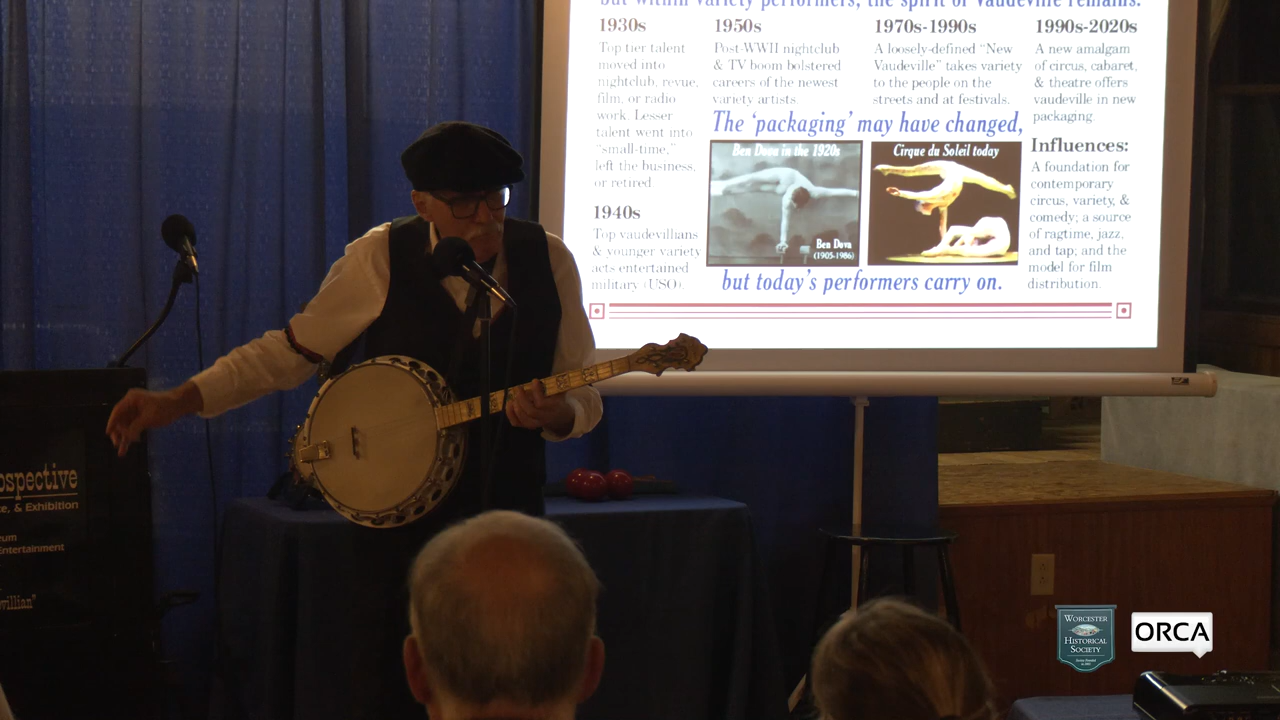 but within variety performers, the spirit of Vaudeville remains.
1930s
Top tier talent
moved into
nightclub, revue,
film, or radio
work. Lesser
talent went into
“small-time,”
left the business,
or retired.
1940s
Top vaudevillians
& younger variety
acts entertained
military (USO).
1950s
Post-WWII nightclub
& TV boom bolstered
careers of the newest
variety artists.
1970s-1990s
A loosely-defined “New
Vaudeville” takes variety
to the people on the
streets and at festivals.
1990s-2020s
A new amalgam
of circus, cabaret,
& theatre offers
vaudeville in new
packaging.
The ‘packaging’ may have changed,
Ben Dova in the 1920s
Ben Dova
(1905-1986)
Cirque du Soleil today
but today’s performers carry on.
Influences:
A foundation for
contemporary
circus, variety, &
comedy; a source
of ragtime, jazz,
and tap; and the
model for film
distribution.
ospective
e, & Exhibition
eum
Entertainment
villian"
WORCESTER
HISTORICAL
SOCIETY
ORCA